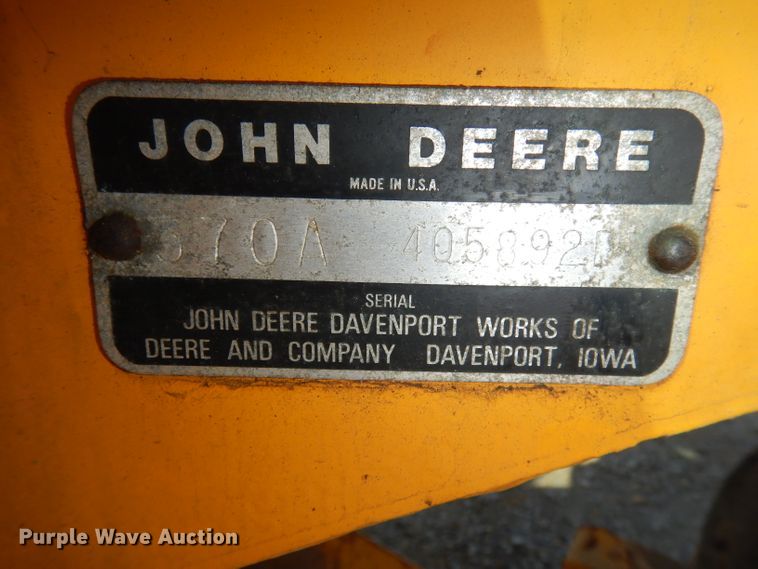 JOHN DEERE
MADE IN U.S.A.
570A 405892
SERIAL
JOHN DEERE DAVENPORT WORKS OF
DEERE AND COMPANY DAVENPORT, IOWA
Purple Wave Auction